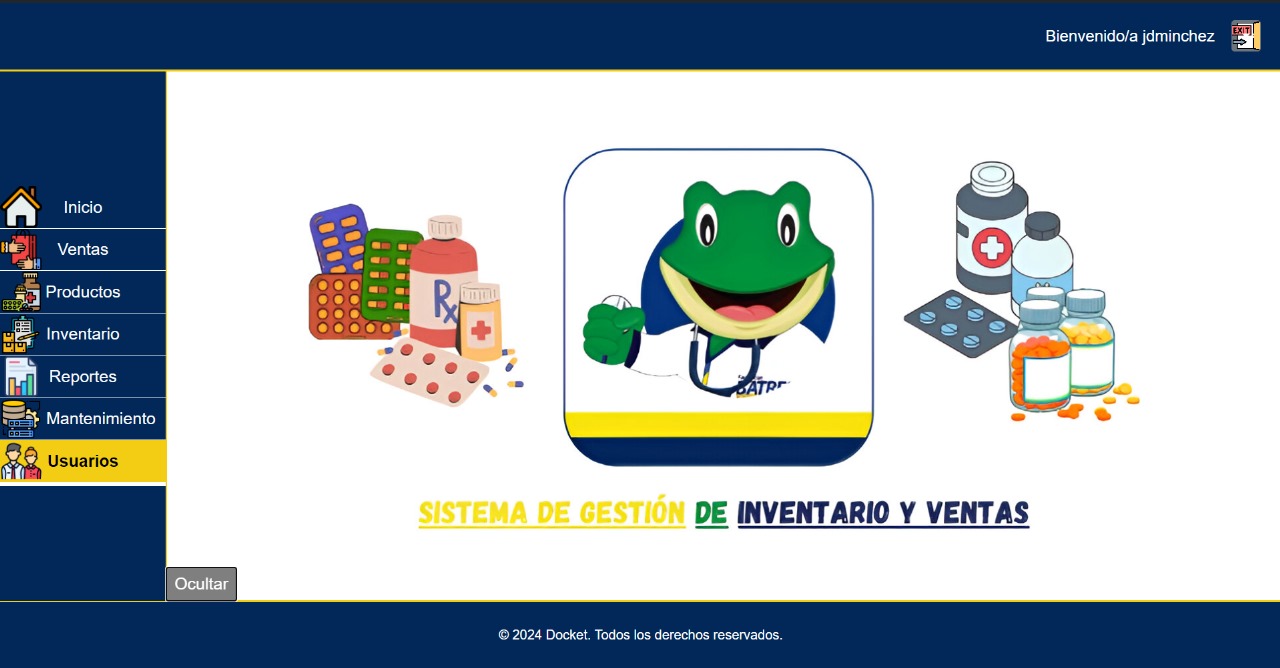 Bienvenido/a jdminchez
EXIT
Inicio
Ventas
Productos
Inventario
Reportes
Mantenimiento
Usuarios
Rx
SISTEMA DE GESTIÓN DE INVENTARIO Y VENTAS
Ocultar
© 2024 Docket. Todos los derechos reservados.